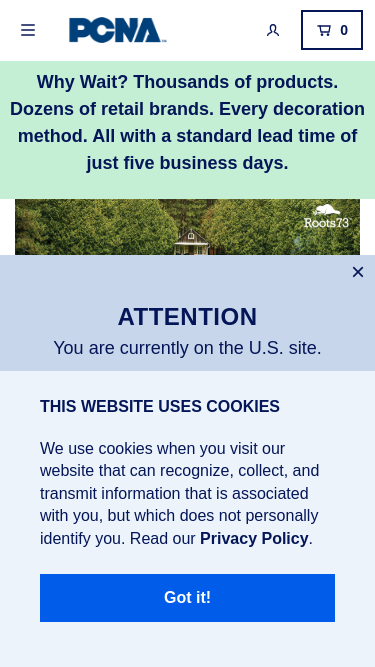 PCNA
0
Why Wait? Thousands of products.
Dozens of retail brands. Every decoration
method. All with a standard lead time of
just five business days.
Roots73
ATTENTION
You are currently on the U.S. site.
THIS WEBSITE USES COOKIES
We use cookies when you visit our
website that can recognize, collect, and
transmit information that is associated
with you, but which does not personally
identify you. Read our Privacy Policy.
Got it!